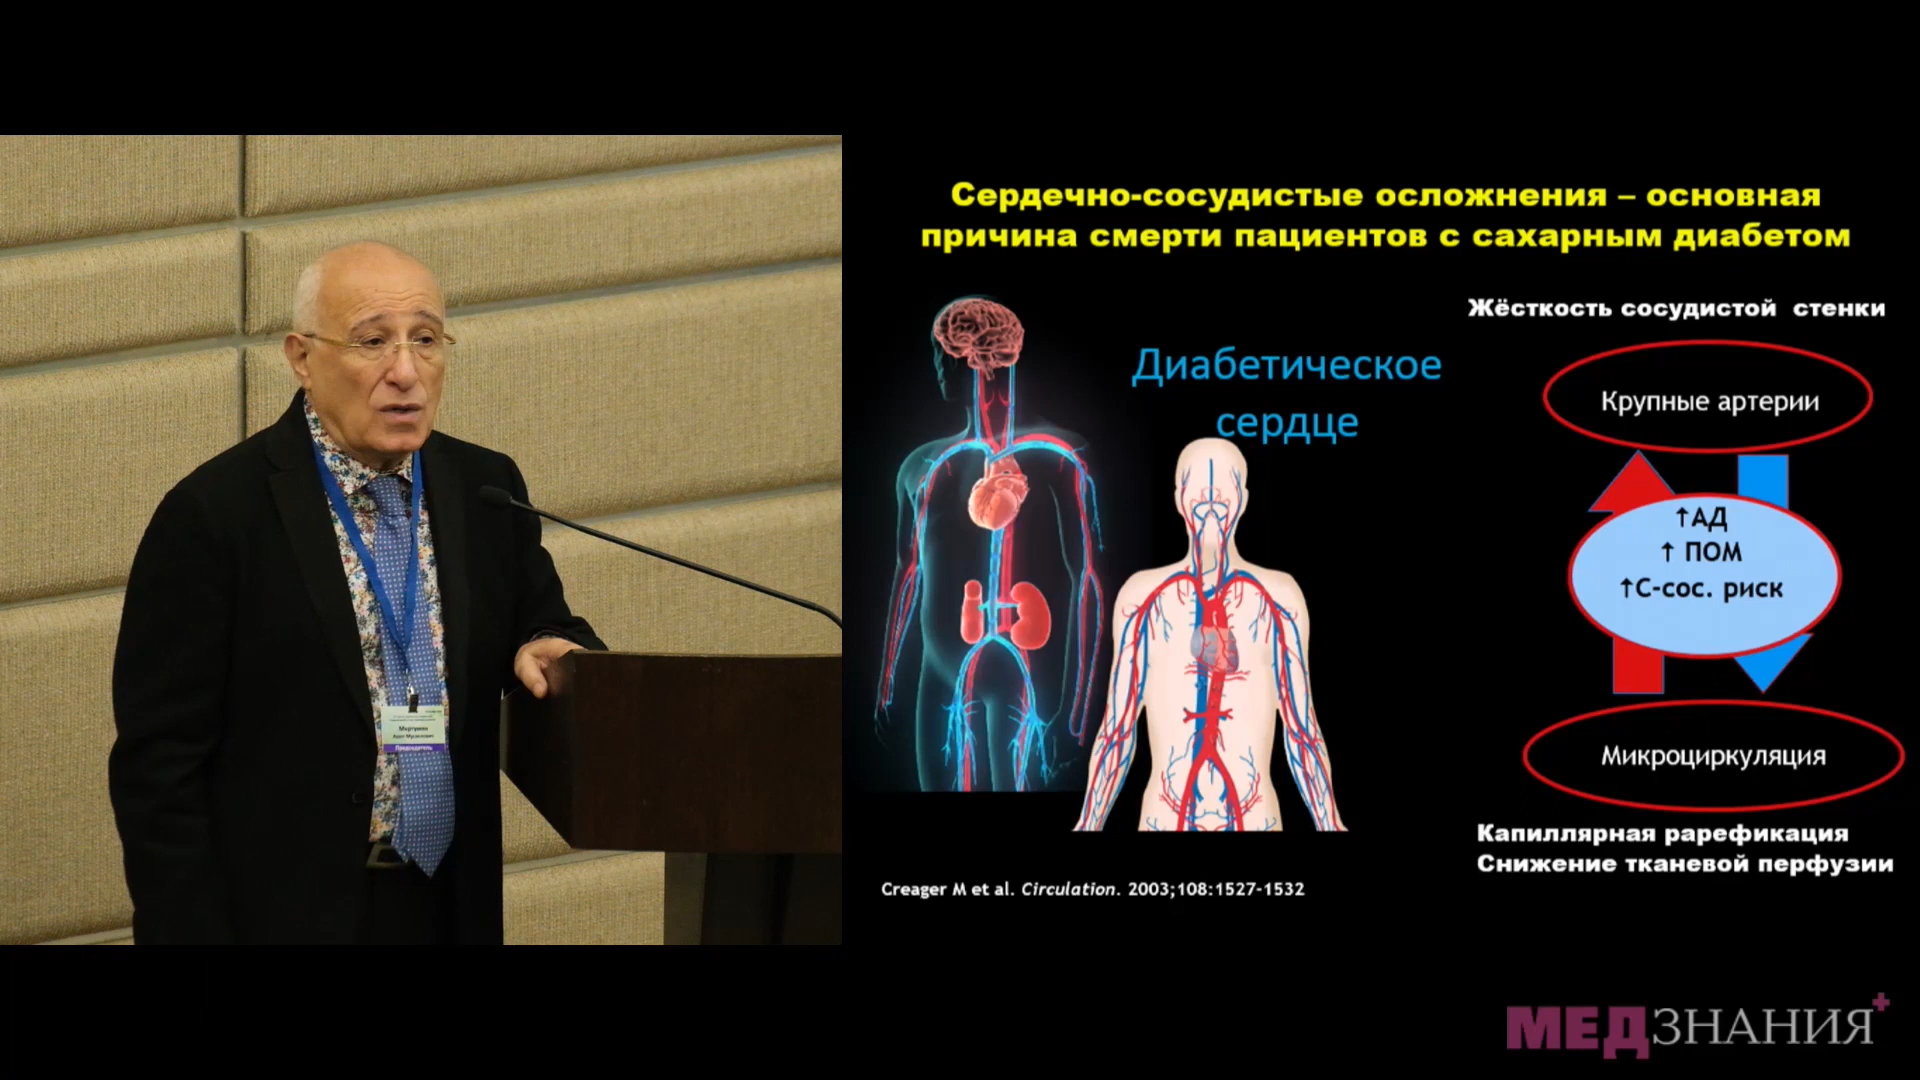 Сердечно-сосудистые осложнения – основная
причина смерти пациентов с сахарным диабетом
Жёсткость сосудистой стенки
Диабетическое
сердце
Крупные артерии
↑АД
↑ ПОМ
↑С-сос. риск
Микроциркуляция
Капиллярная рарефикация
Снижение тканевой перфузии
Creager M et al. Circulation. 2003;108:1527-1532
Председатель
МЕДЗНАНИЯ+